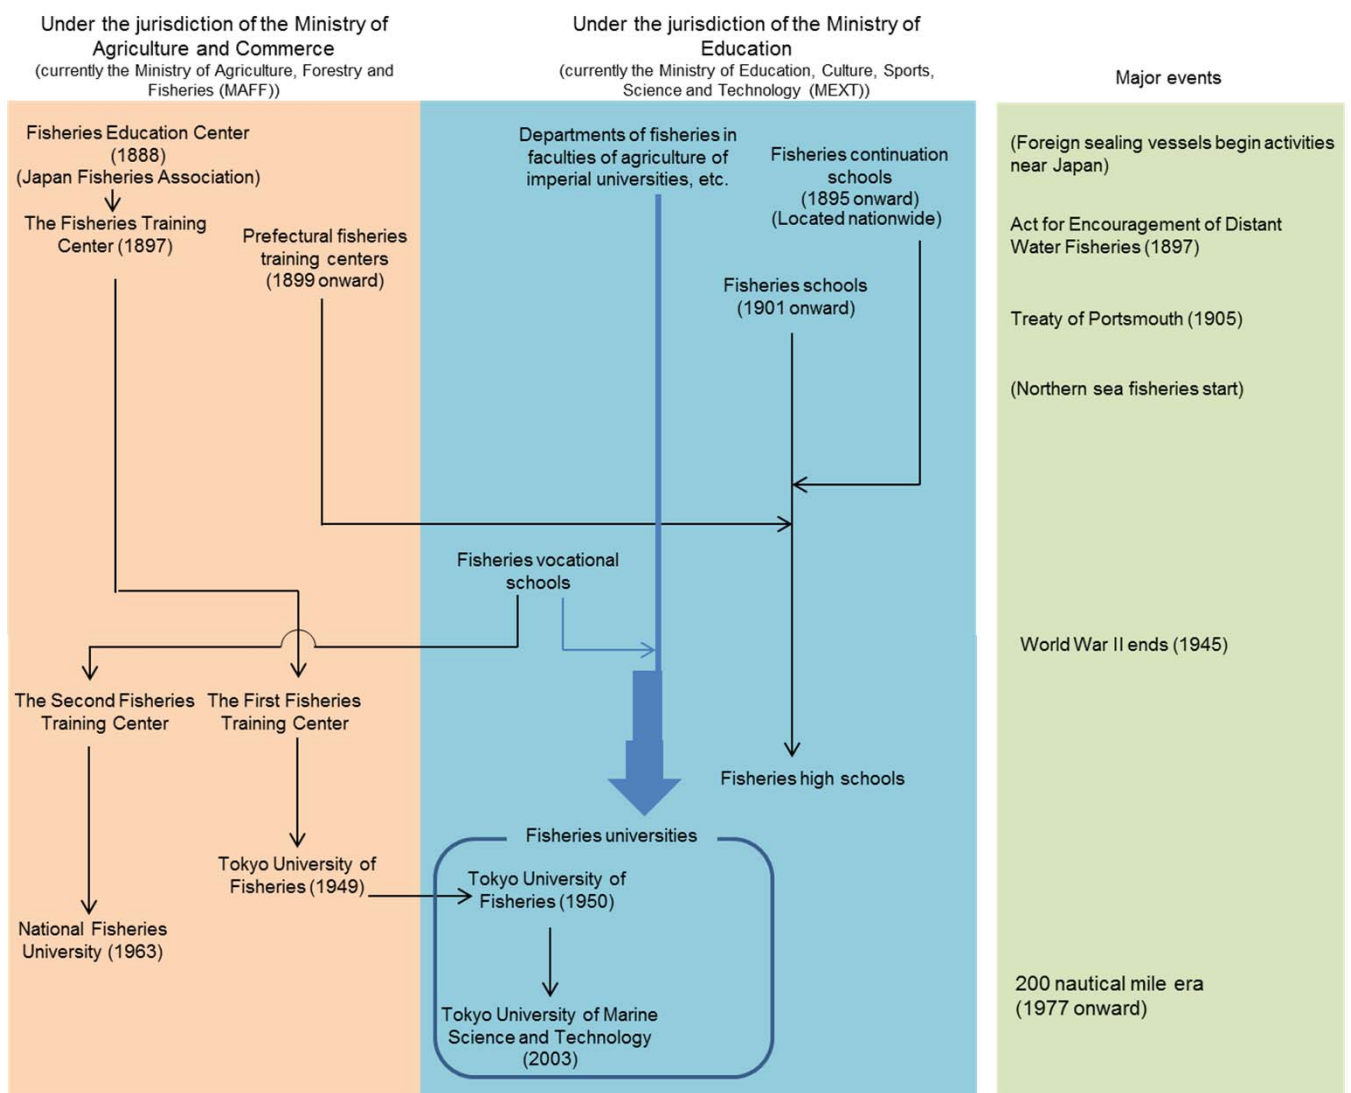 Under the jurisdiction of the Ministry of
Agriculture and Commerce
(currently the Ministry of Agriculture, Forestry and
Fisheries (MAFF))
Under the jurisdiction of the Ministry of
Education
(currently the Ministry of Education, Culture, Sports,
Science and Technology (MEXT))
Major events
Fisheries Education Center
(1888)
(Japan Fisheries Association)
The Fisheries Training
Center (1897)
Prefectural fisheries
training centers
(1899 onward)
Departments of fisheries in
faculties of agriculture of
imperial universities, etc.
Fisheries continuation
schools
(1895 onward)
(Located nationwide)
Fisheries schools
(1901 onward)
Fisheries vocational
schools
The Second Fisheries
Training Center
The First Fisheries
Training Center
Fisheries high schools
Fisheries universities
Tokyo University of
Fisheries (1949)
Tokyo University of
Fisheries (1950)
National Fisheries
University (1963)
Tokyo University of Marine
Science and Technology
(2003)
(Foreign sealing vessels begin activities
near Japan)
Act for Encouragement of Distant
Water Fisheries (1897)
Treaty of Portsmouth (1905)
(Northern sea fisheries start)
World War II ends (1945)
200 nautical mile era
(1977 onward)